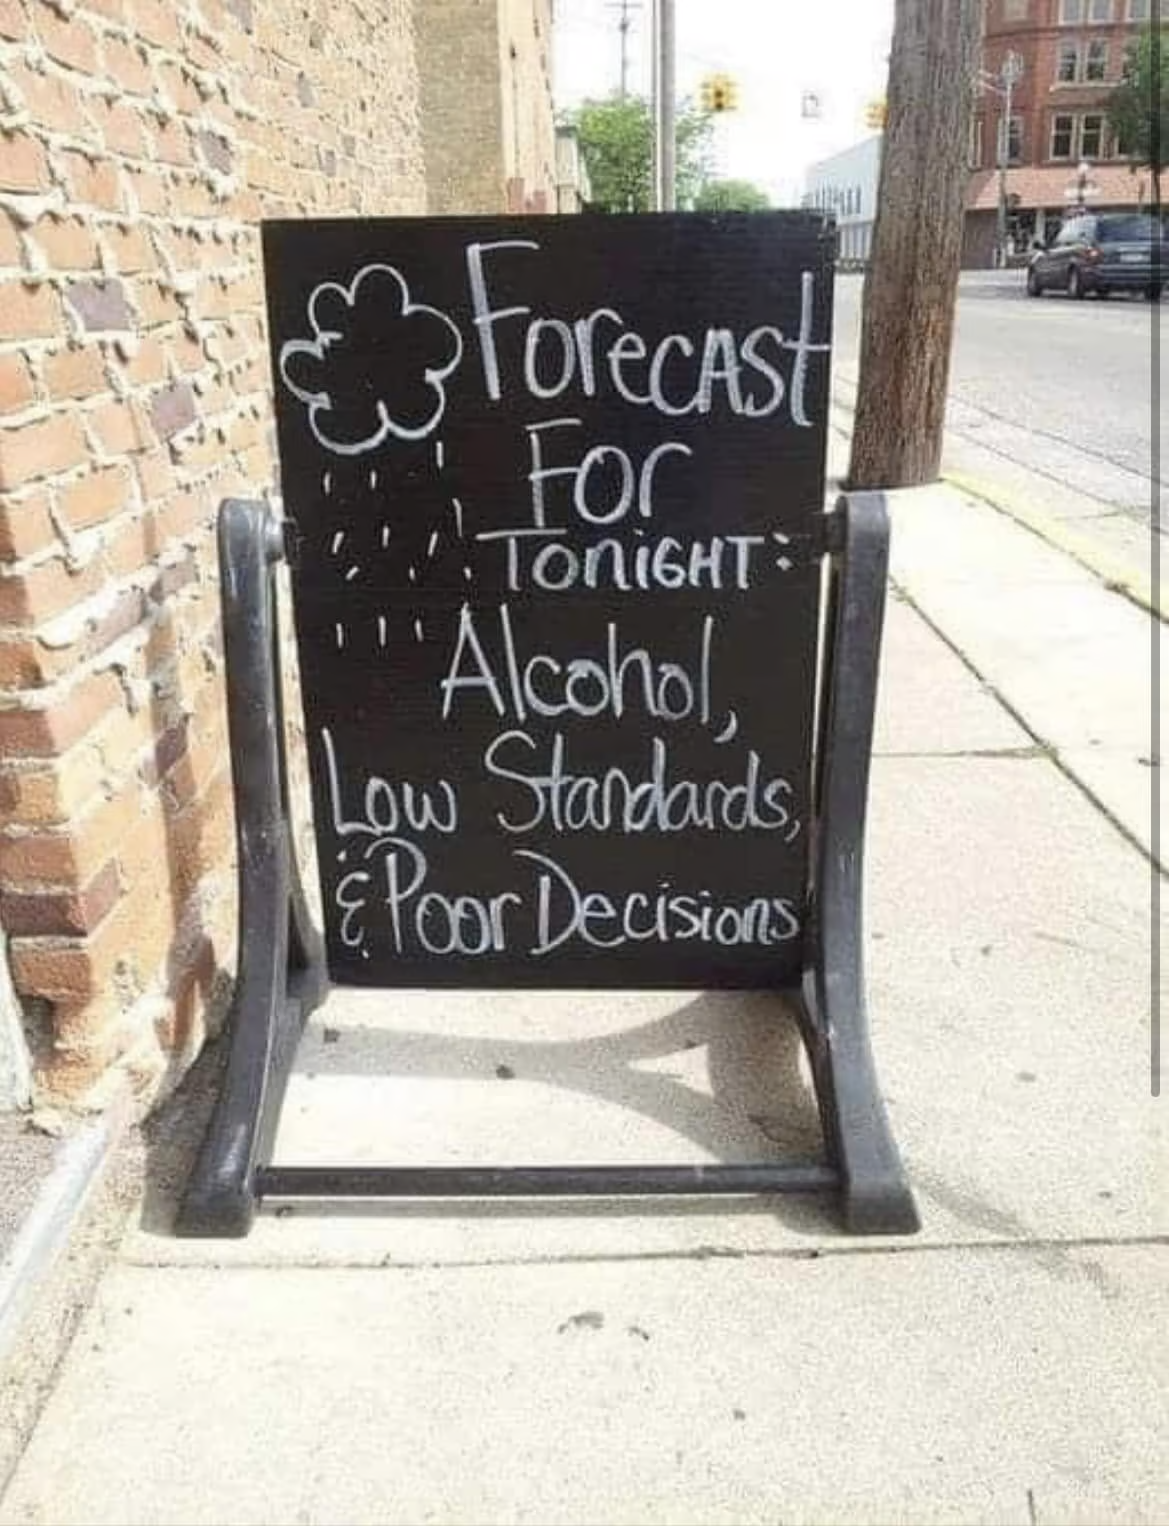 Forecast
For
Tonight:
Alcohol,
Low Standards,
& Poor Decisions